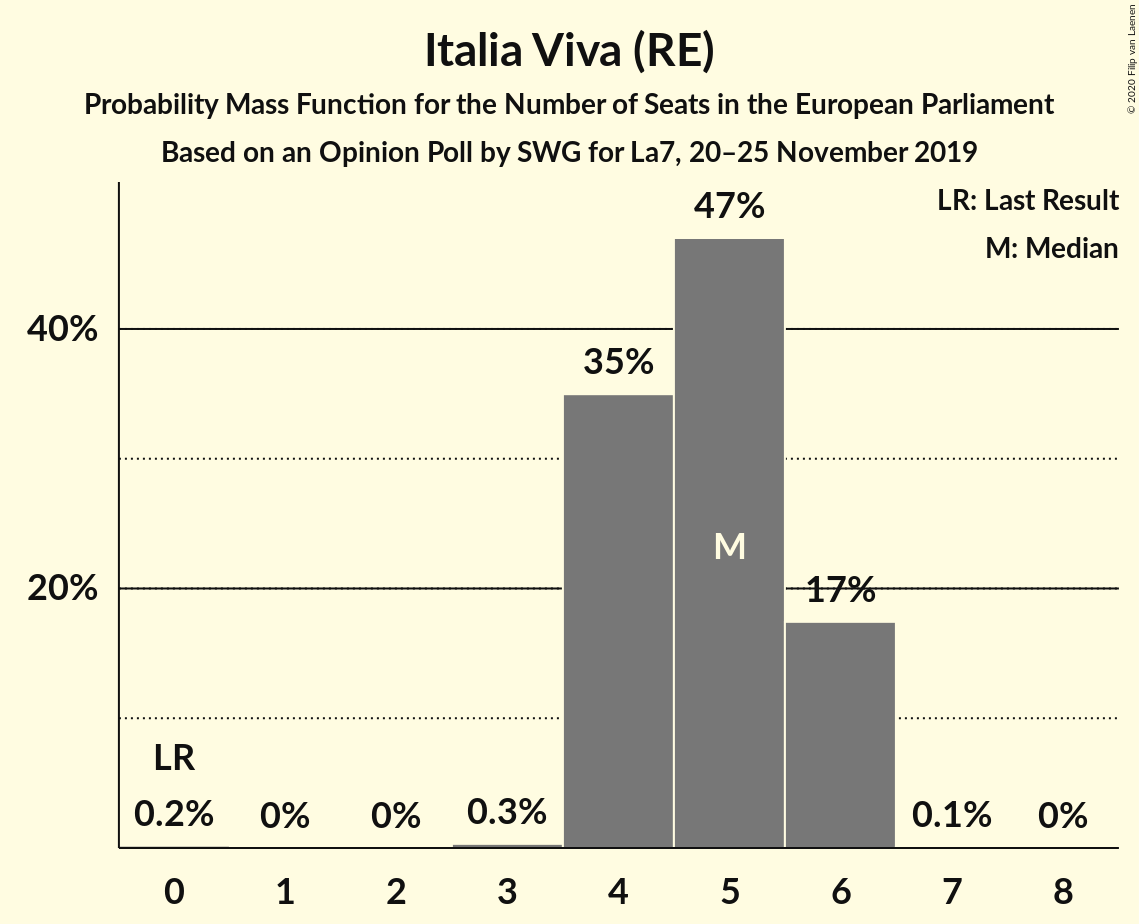 Italia Viva (RE)
Probability Mass Function for the Number of Seats in the European Parliament
Based on an Opinion Poll by SWG for La7, 20–25 November 2019
© 2020 Filip van Laenen
LR: Last Result
M: Median
47%
40%
35%
M
20%
17%
LR
0.2% 0% 0% 0.3% 0.1% 0%
0 1 2 3 4 5 6 7 8